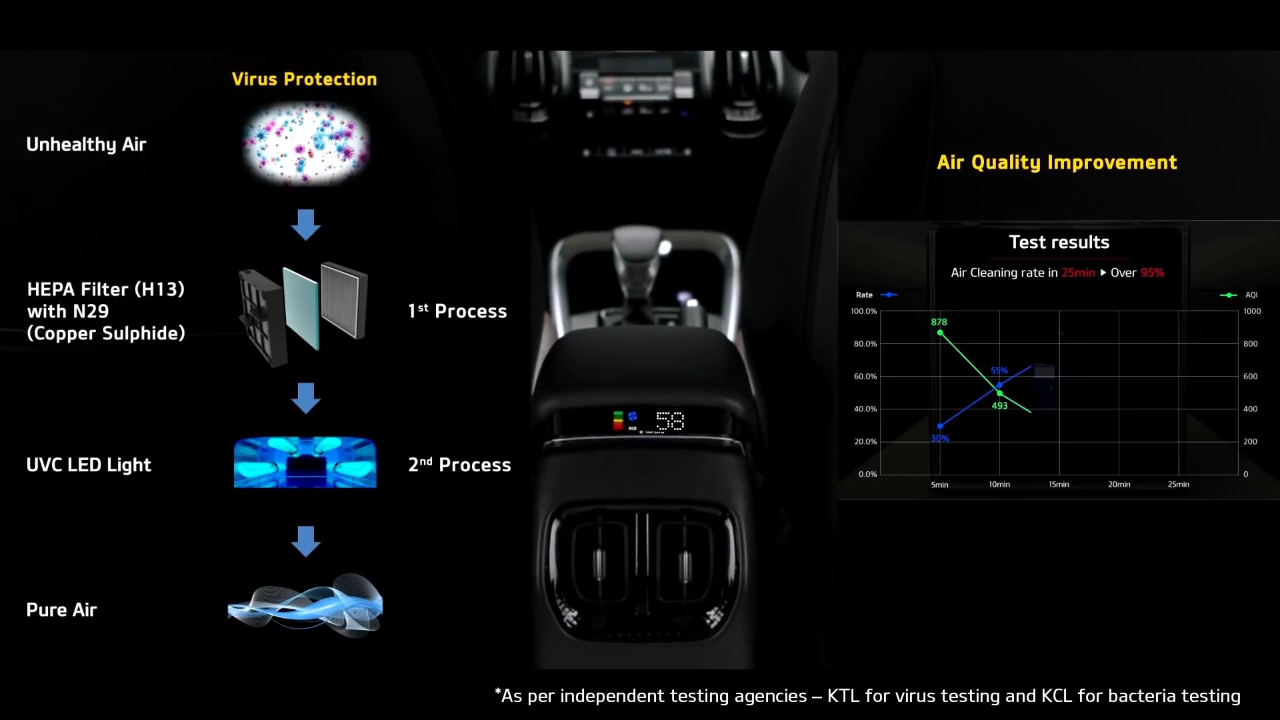 Virus Protection
Unhealthy Air
HEPA Filter (H13)
with N29
(Copper Sulphide)
1st Process
UVC LED Light
2nd Process
Pure Air
58
AQI
Air Quality Improvement
Test results
Air Cleaning rate in 25min ▶ Over 95%
Rate
AQI
100.0%
80.0%
60.0%
40.0%
20.0%
0.0%
1000
800
600
400
200
0
878
55%
493
30%
5min
10min
15min
20min
25min
*As per independent testing agencies – KTL for virus testing and KCL for bacteria testing